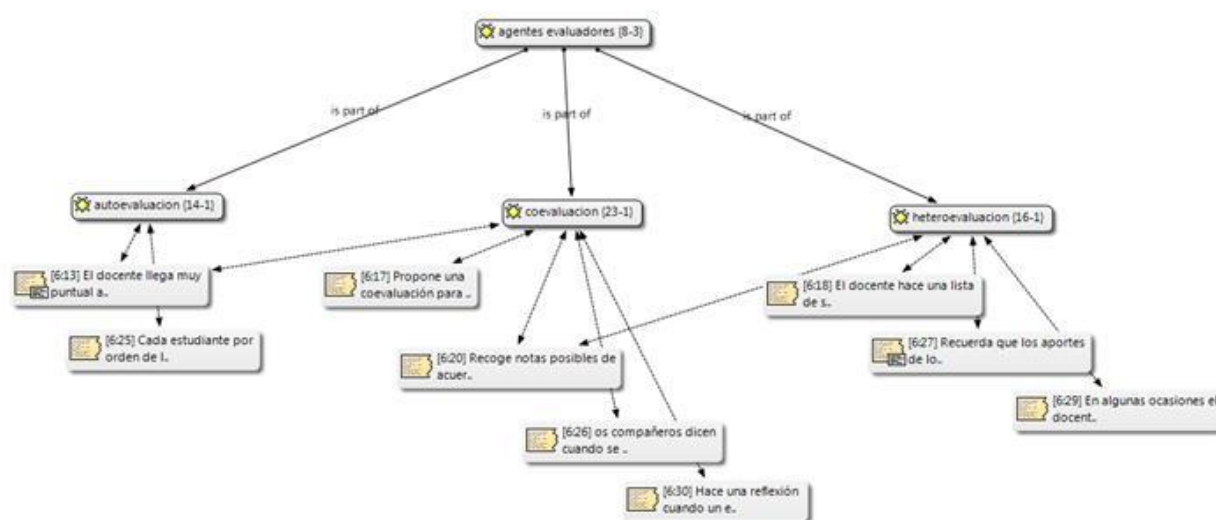 agentes evaluadores {8-3}
is part of
is part of
is part of
autoevaluacion {14-1}
coevaluacion {23-1}
heteroevaluacion {16-1}
[6:13] El docente llega muy
puntual a..
[6:17] Propone una
coevaluación para ..
[6:18] El docente hace una lista
de s..
[6:25] Cada estudiante por
orden de l..
[6:20] Recoge notas posibles de
acuer..
[6:27] Recuerda que los aportes
de lo..
[6:29] En algunas ocasiones el
docent..
[6:26] os compañeros dicen
cuando se ..
[6:30] Hace una reflexión
cuando un e..